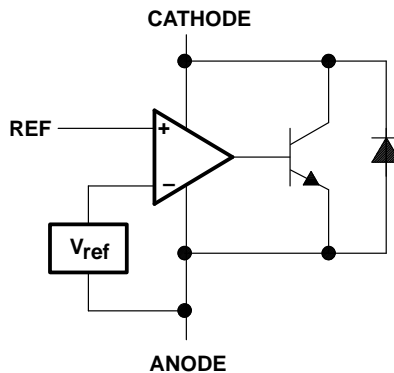 CATHODE
REF
+
−
Vref
ANODE